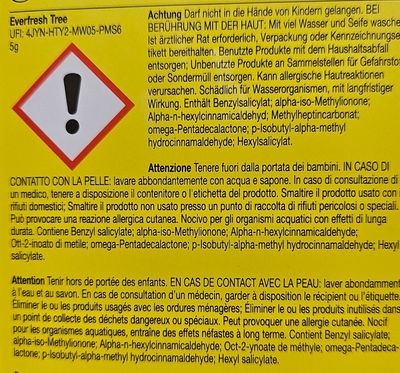 Everfresh Tree
UFI: 4JYN-HTY2-MW05-PMS6
5g
Achtung Darf nicht in die Hände von Kindern gelangen. BEI
BERÜHRUNG MIT DER HAUT: Mit viel Wasser und Seife wasche
Ist ärztlicher Rat erforderlich, Verpackung oder Kennzeichnungse
tikett bereithalten. Benutzte Produkte mit dem Haushaltsabfall
entsorgen; Unbenutzte Produkte an Sammelstellen für Gefahrstof
oder Sondermüll entsorgen. Kann allergische Hautreaktionen
verursachen. Schädlich für Wasserorganismen, mit langfristiger
Wirkung. Enthält Benzylsalicylat; alpha-iso-Methylionone;
Alpha-n-hexylcinnamicaldehyd; Methylheptincarbonat;
omega-Pentadecalactone; p-Isobutyl-alpha-methyl
hydrocinnamaldehyde; Hexylsalicylat.
Attenzione Tenere fuori dalla portata dei bambini. IN CASO DI
CONTATTO CON LA PELLE: lavare abbondantemente con acqua e sapone. In caso di consultazione di
un medico, tenere a disposizione il contenitore o l'etichetta del prodotto. Smaltire il prodotto usato con i
rifiuti domestici; Smaltire il prodotto non usato presso un punto di raccolta di rifiuti pericolosi o speciali.
Può provocare una reazione allergica cutanea. Nocivo per gli organismi acquatici con effetti di lunga
durata. Contiene Benzyl salicylate; alpha-iso-Methylionone; Alpha-n-hexylcinnamaldehyde;
Ott-2-inoato di metile; omega-Pentadecalactone; p-Isobutyl-alpha-methyl hydrocinnamaldehyde; Hexyl
salicylate.
Attention Tenir hors de portée des enfants. EN CAS DE CONTACT AVEC LA PEAU: laver abondamment
à l'eau et au savon. En cas de consultation d'un médecin, garder à disposition le récipient ou l'étiquette.
Éliminer le ou les produits usagés avec les ordures ménagères; Éliminer le ou les produits inutilisés dans
un point de collecte des déchets dangereux ou spéciaux. Peut provoquer une allergie cutanée. Nocif
pour les organismes aquatiques, entraîne des effets néfastes à long terme. Contient Benzyl salicylate;
alpha-iso-Methylionone; Alpha-n-hexylcinnamaldehyde; Oct-2-ynoate de méthyle; omega-Pentadeca-
lactone; p-Isobutyl-alpha-methyl hydrocinnamaldehyde; Hexyl salicylate.